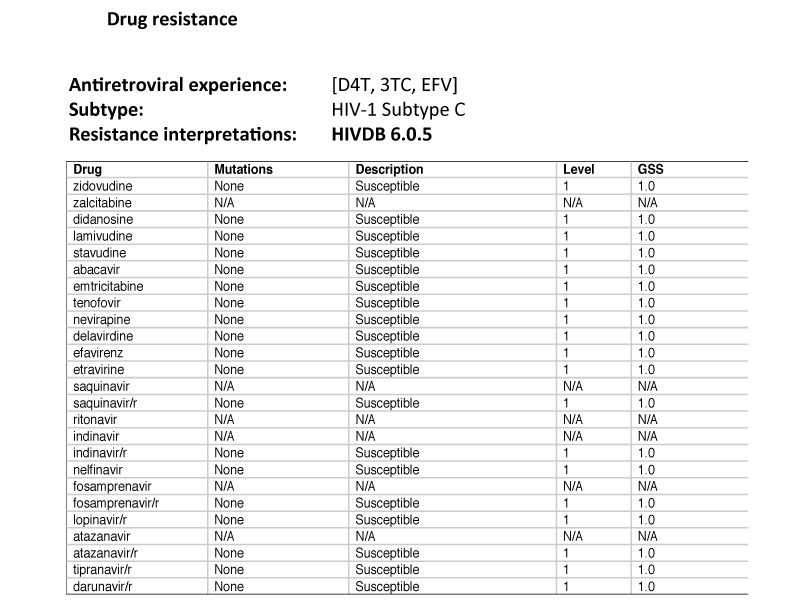 Drug resistance
Antiretroviral experience: [D4T, 3TC, EFV]
Subtype: HIV-1 Subtype C
Resistance interpretations: HIVDB 6.0.5
Drug Mutations Description Level GSS
zidovudine None Susceptible 1 1.0
zalcitabine N/A N/A N/A N/A
didanosine None Susceptible 1 1.0
lamivudine None Susceptible 1 1.0
stavudine None Susceptible 1 1.0
abacavir None Susceptible 1 1.0
emtricitabine None Susceptible 1 1.0
tenofovir None Susceptible 1 1.0
nevirapine None Susceptible 1 1.0
delavirdine None Susceptible 1 1.0
efavirenz None Susceptible 1 1.0
etravirine None Susceptible 1 1.0
saquinavir N/A N/A N/A N/A
saquinavir/r None Susceptible 1 1.0
ritonavir N/A N/A N/A N/A
indinavir N/A N/A N/A N/A
indinavir/r None Susceptible 1 1.0
nelfinavir None Susceptible 1 1.0
fosamprenavir N/A N/A N/A N/A
fosamprenavir/r None Susceptible 1 1.0
lopinavir/r None Susceptible 1 1.0
atazanavir N/A N/A N/A N/A
atazanavir/r None Susceptible 1 1.0
tipranavir/r None Susceptible 1 1.0
darunavir/r None Susceptible 1 1.0